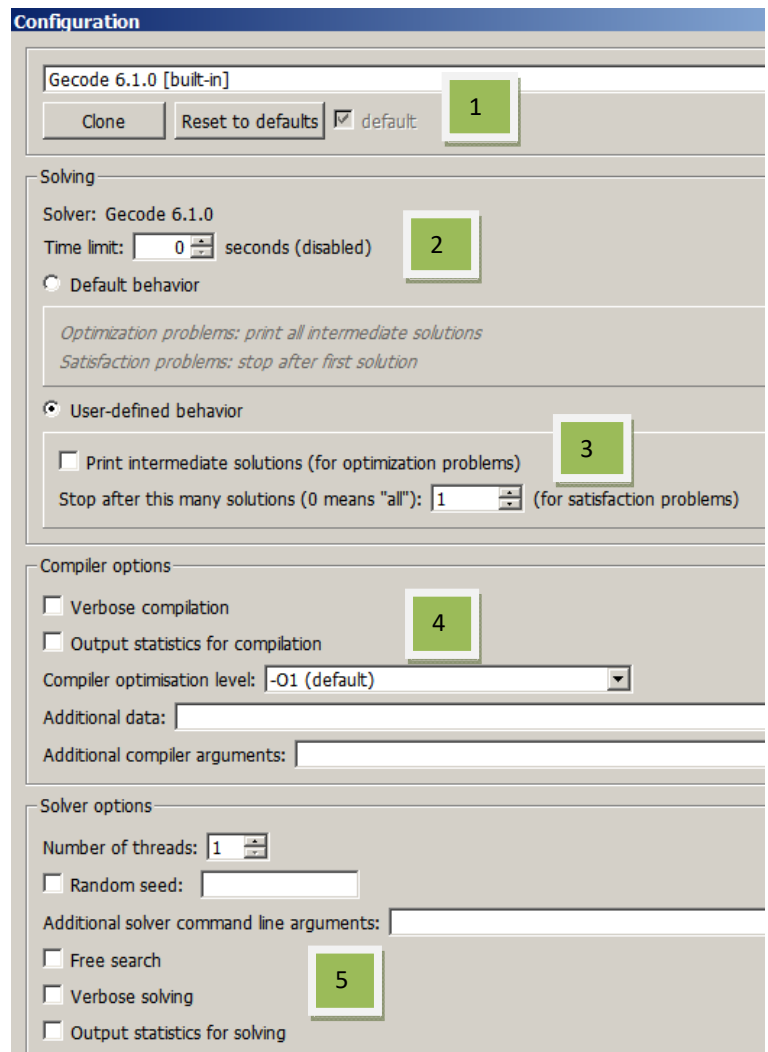 Configuration
Gecode 6.1.0 [built-in]
Clone Reset to defaults default
1
Solving
Solver: Gecode 6.1.0
Time limit: 0 seconds (disabled)
2
Default behavior
Optimization problems: print all intermediate solutions
Satisfaction problems: stop after first solution
User-defined behavior
3
Print intermediate solutions (for optimization problems)
Stop after this many solutions (0 means "all"): 1 (for satisfaction problems)
Compiler options
Verbose compilation
4
Output statistics for compilation
Compiler optimisation level: -O1 (default)
Additional data:
Additional compiler arguments:
Solver options
Number of threads: 1
Random seed:
Additional solver command line arguments:
Free search
5
Verbose solving
Output statistics for solving